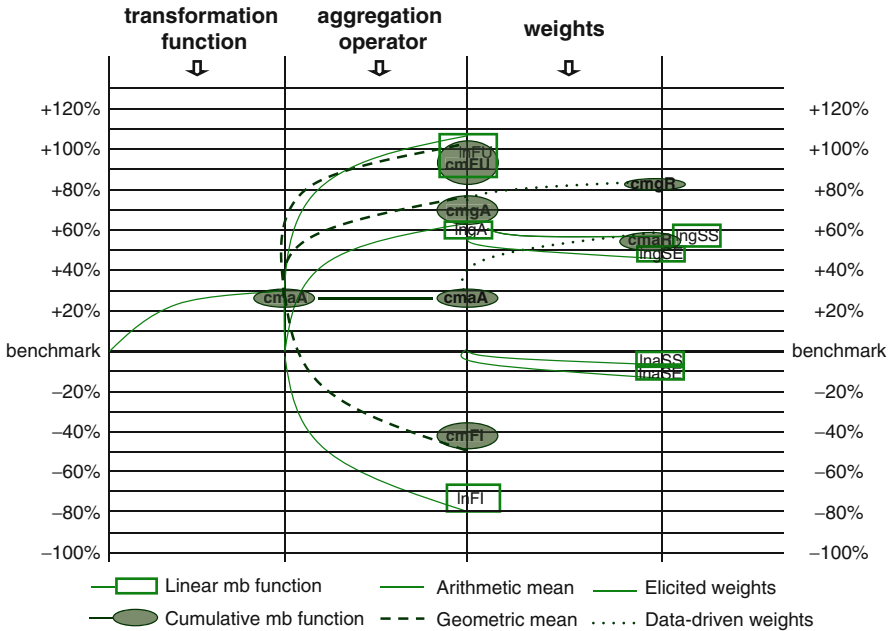 transformation function
aggregation operator
weights
+120% +120%
+100% +100%
+80% +80%
+60% +60%
+40% +40%
+20% +20%
benchmark benchmark
−20% −20%
−40% −40%
−60% −60%
−80% −80%
−100% −100%
lnFU
cmFU
cmgR
cmgA
lngA
lngSS
cmaR
lngSE
cmaA
cmaA
lnaSS
lnaSE
cmFI
lnFI
Linear mb function
Arithmetic mean
Elicited weights
Cumulative mb function
Geometric mean
Data-driven weights